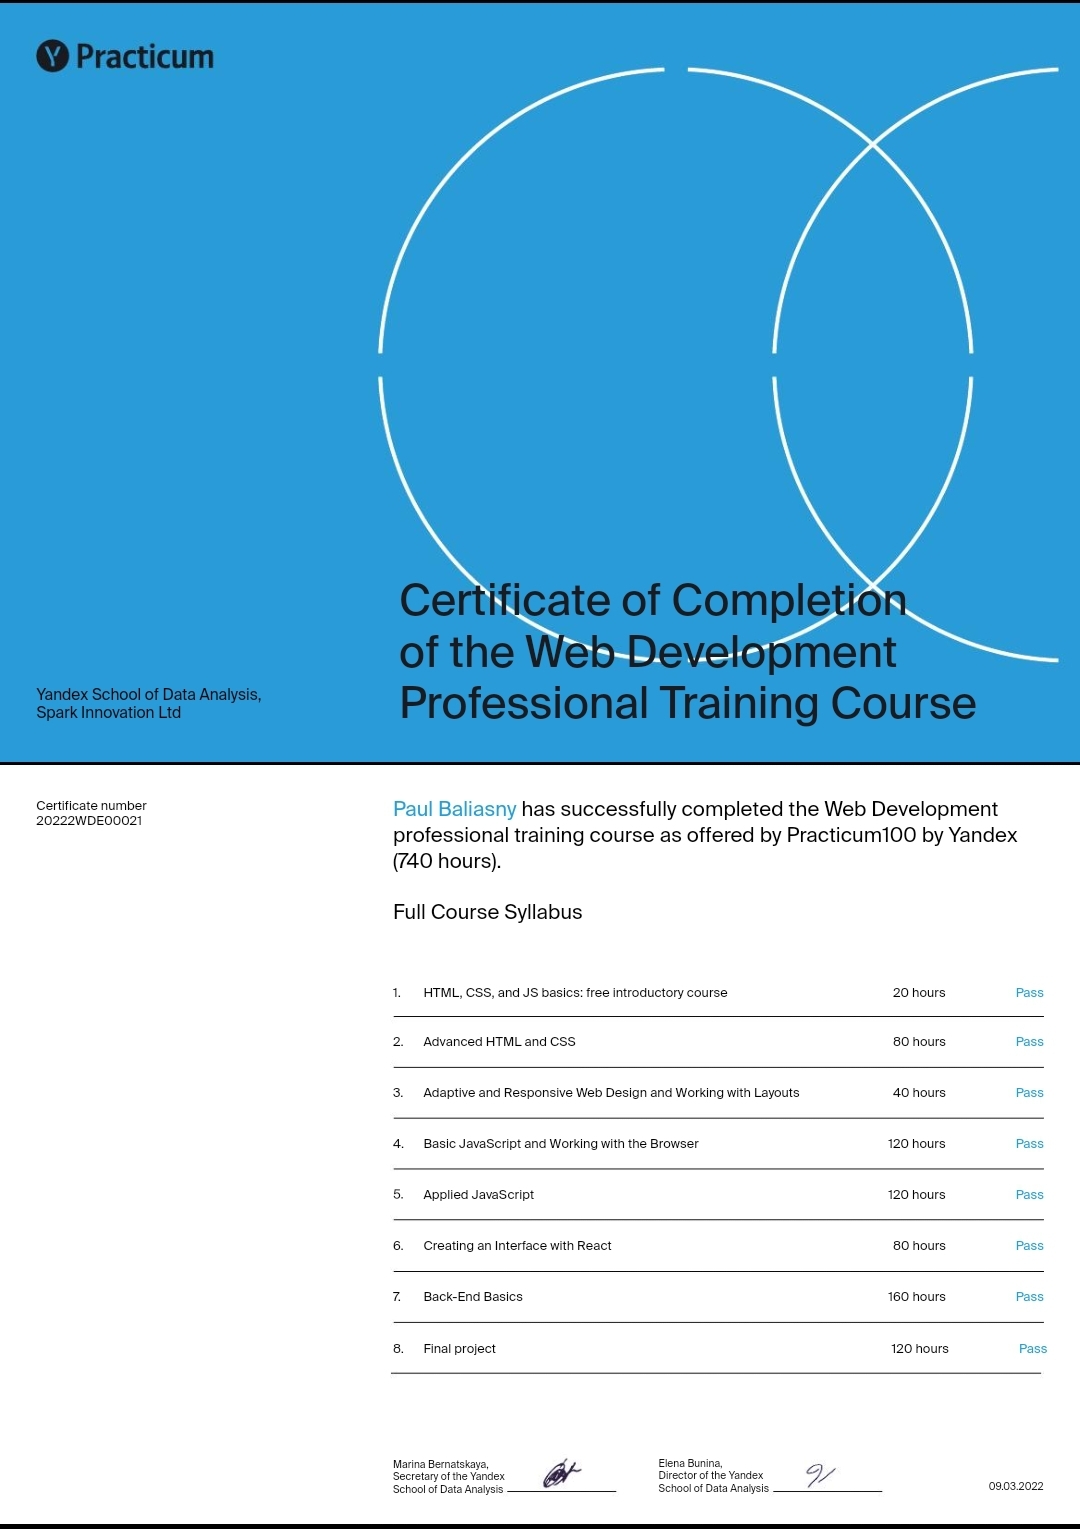 Practicum
Certificate of Completion
of the Web Development
Professional Training Course
Yandex School of Data Analysis,
Spark Innovation Ltd
Certificate number
20222WDE00021
Paul Baliasny has successfully completed the Web Development
professional training course as offered by Practicum100 by Yandex
(740 hours).
Full Course Syllabus
1. HTML, CSS, and JS basics: free introductory course 20 hours Pass
2. Advanced HTML and CSS 80 hours Pass
3. Adaptive and Responsive Web Design and Working with Layouts 40 hours Pass
4. Basic JavaScript and Working with the Browser 120 hours Pass
5. Applied JavaScript 120 hours Pass
6. Creating an Interface with React 80 hours Pass
7. Back-End Basics 160 hours Pass
8. Final project 120 hours Pass
Marina Bernatskaya,
Secretary of the Yandex
School of Data Analysis
Elena Bunina,
Director of the Yandex
School of Data Analysis
09.03.2022